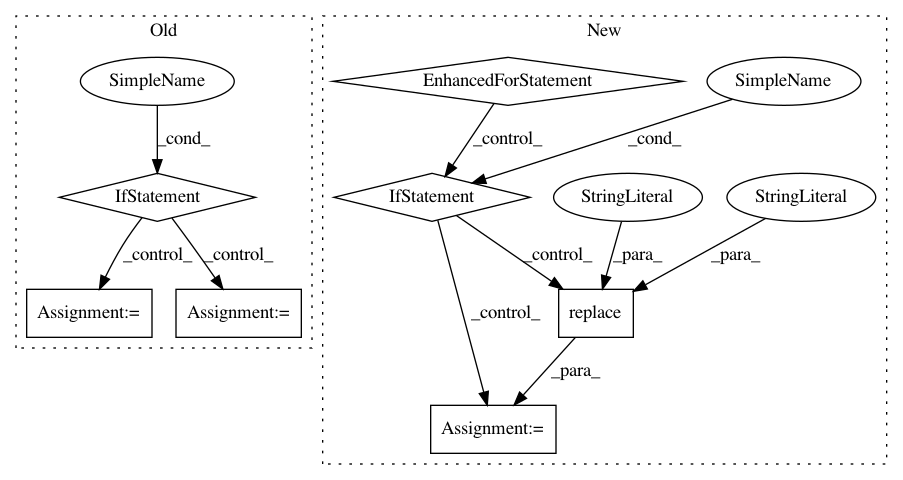 Old
New
SimpleName
EnhancedForStatement
SimpleName
_cond_
_control_
_cond_
IfStatement
IfStatement
StringLiteral
StringLiteral
_control_
_control_
_control_
_para_
_para_
Assignment:=
Assignment:=
_control_
replace
_para_
Assignment:=